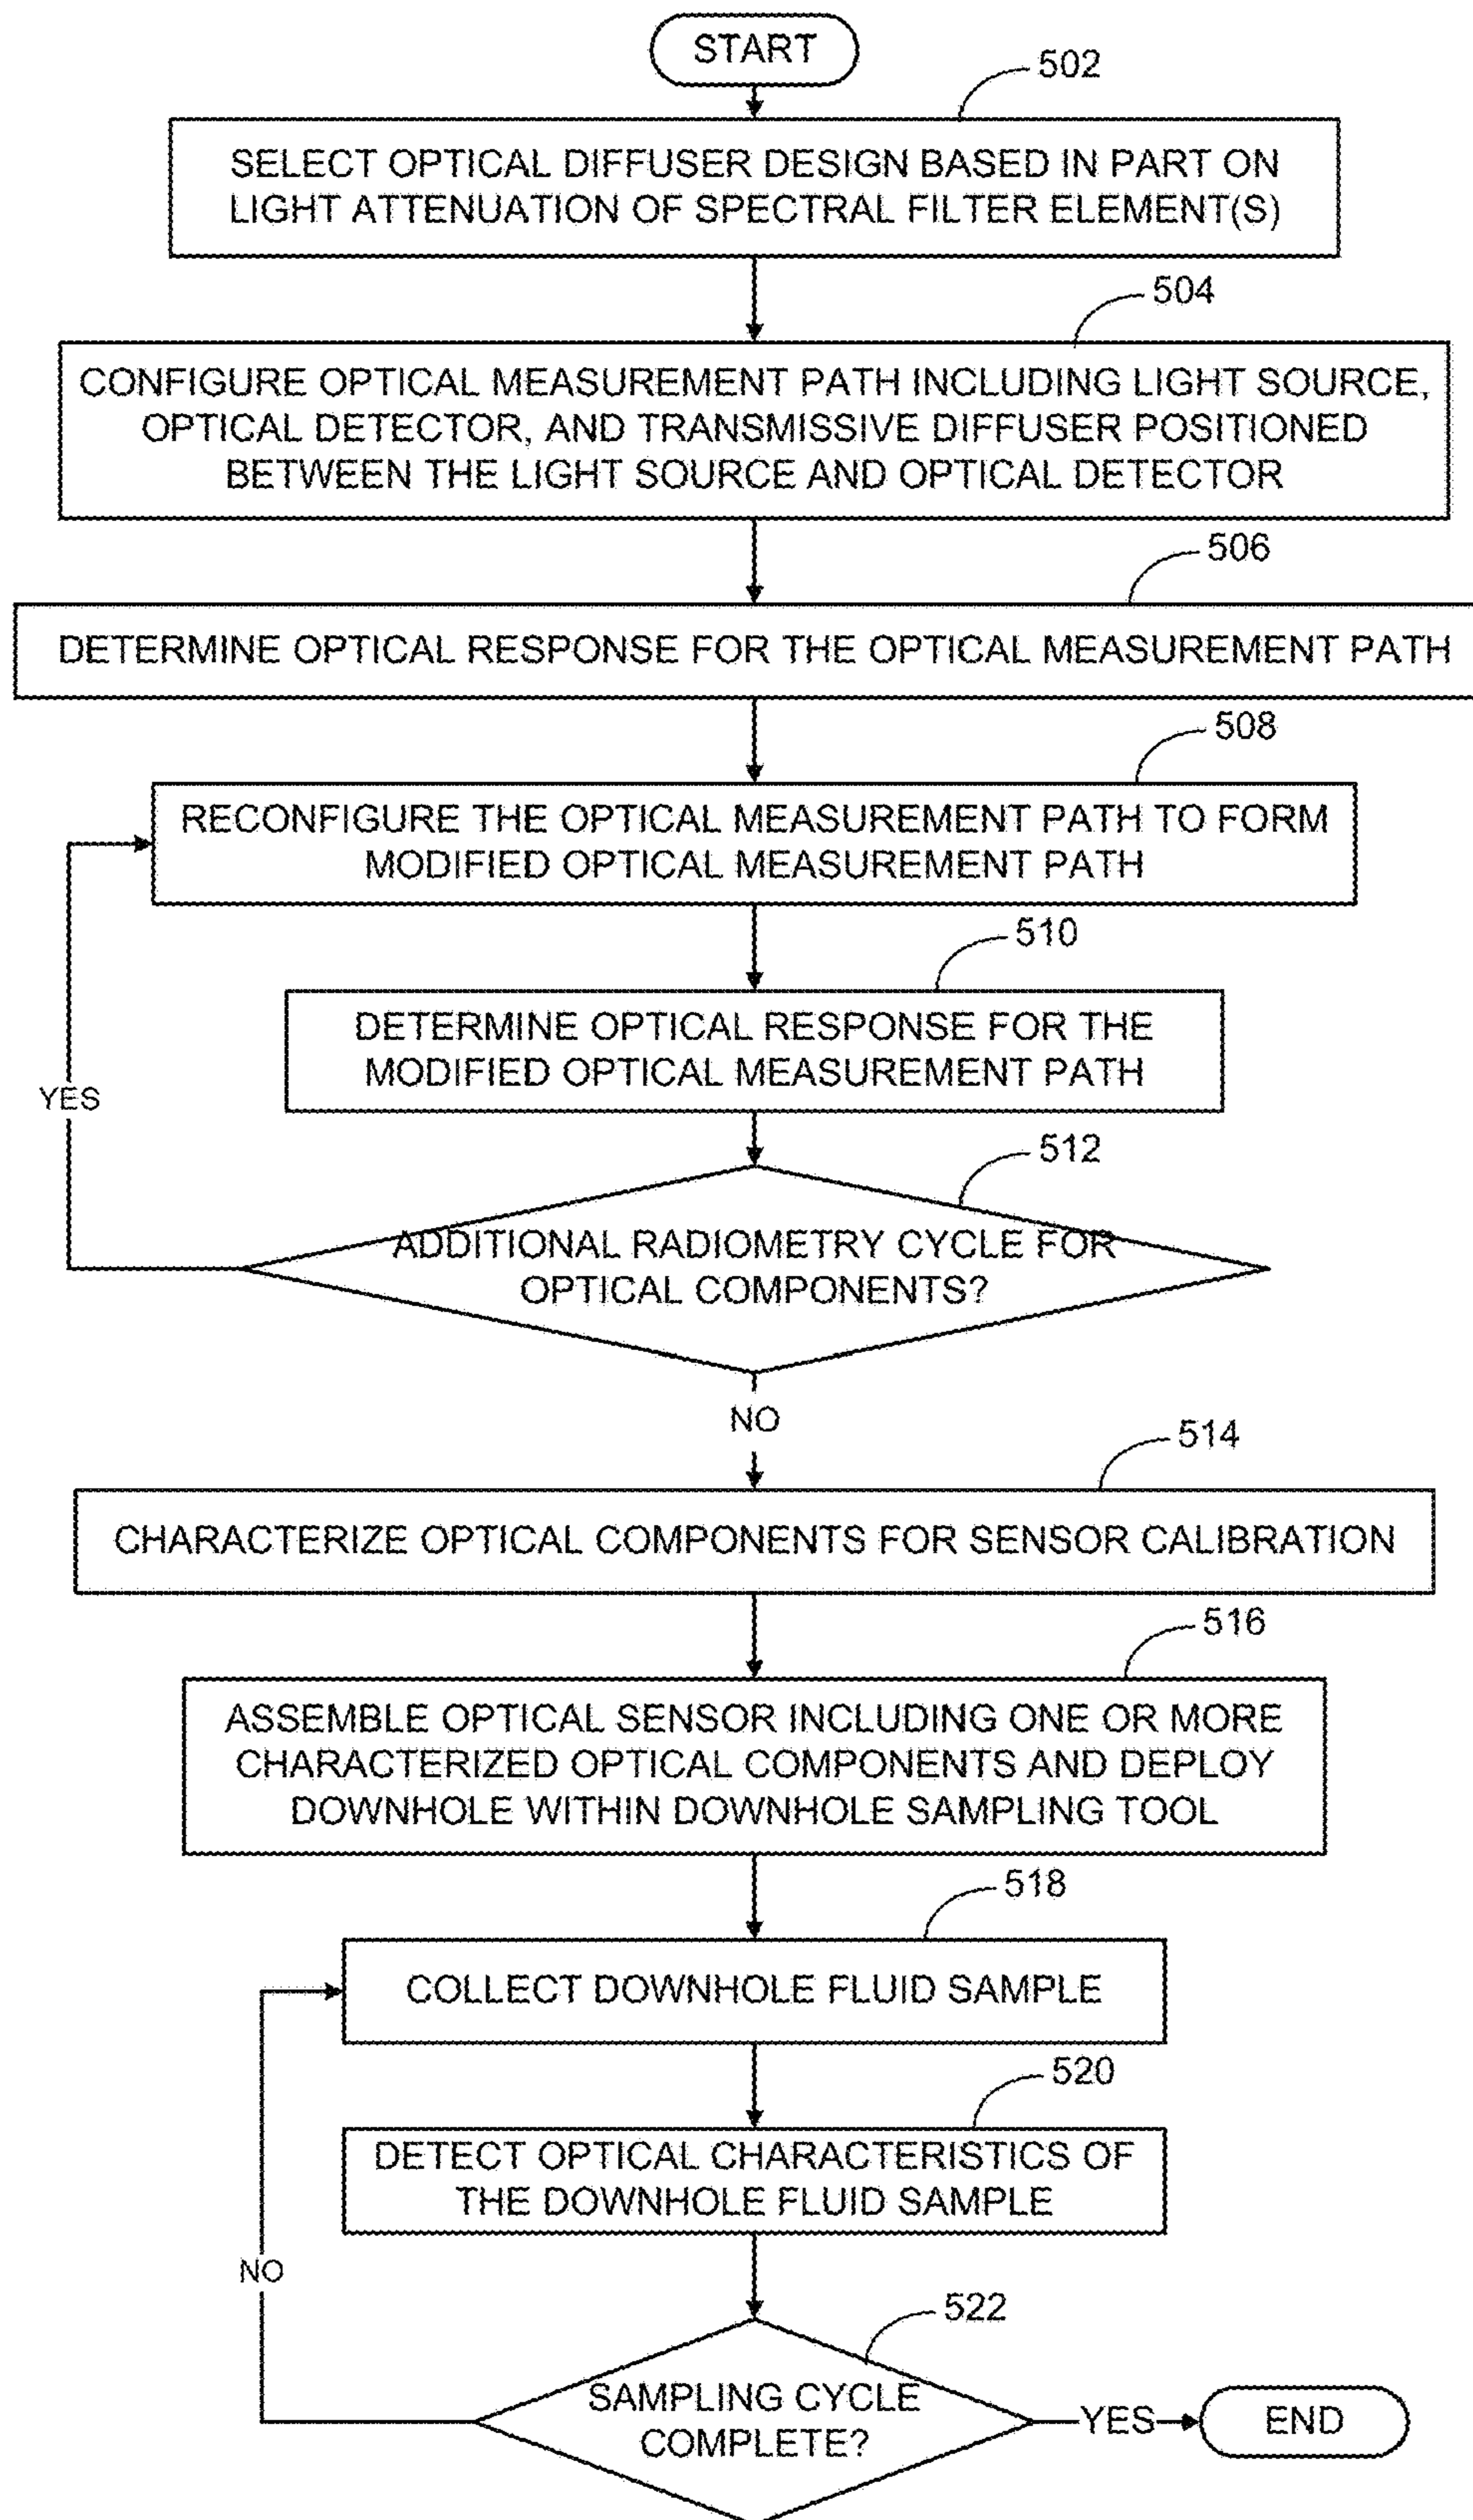 START
502
SELECT OPTICAL DIFFUSER DESIGN BASED IN PART ON
LIGHT ATTENUATION OF SPECTRAL FILTER ELEMENT(S)
504
CONFIGURE OPTICAL MEASUREMENT PATH INCLUDING LIGHT SOURCE,
OPTICAL DETECTOR, AND TRANSMISSIVE DIFFUSER POSITIONED
BETWEEN THE LIGHT SOURCE AND OPTICAL DETECTOR
506
DETERMINE OPTICAL RESPONSE FOR THE OPTICAL MEASUREMENT PATH
508
RECONFIGURE THE OPTICAL MEASUREMENT PATH TO FORM
MODIFIED OPTICAL MEASUREMENT PATH
510
DETERMINE OPTICAL RESPONSE FOR THE
MODIFIED OPTICAL MEASUREMENT PATH
YES
512
ADDITIONAL RADIOMETRY CYCLE FOR
OPTICAL COMPONENTS?
NO
514
CHARACTERIZE OPTICAL COMPONENTS FOR SENSOR CALIBRATION
516
ASSEMBLE OPTICAL SENSOR INCLUDING ONE OR MORE
CHARACTERIZED OPTICAL COMPONENTS AND DEPLOY
DOWNHOLE WITHIN DOWNHOLE SAMPLING TOOL
518
COLLECT DOWNHOLE FLUID SAMPLE
520
DETECT OPTICAL CHARACTERISTICS OF
THE DOWNHOLE FLUID SAMPLE
NO
522
SAMPLING CYCLE
COMPLETE?
YES
END